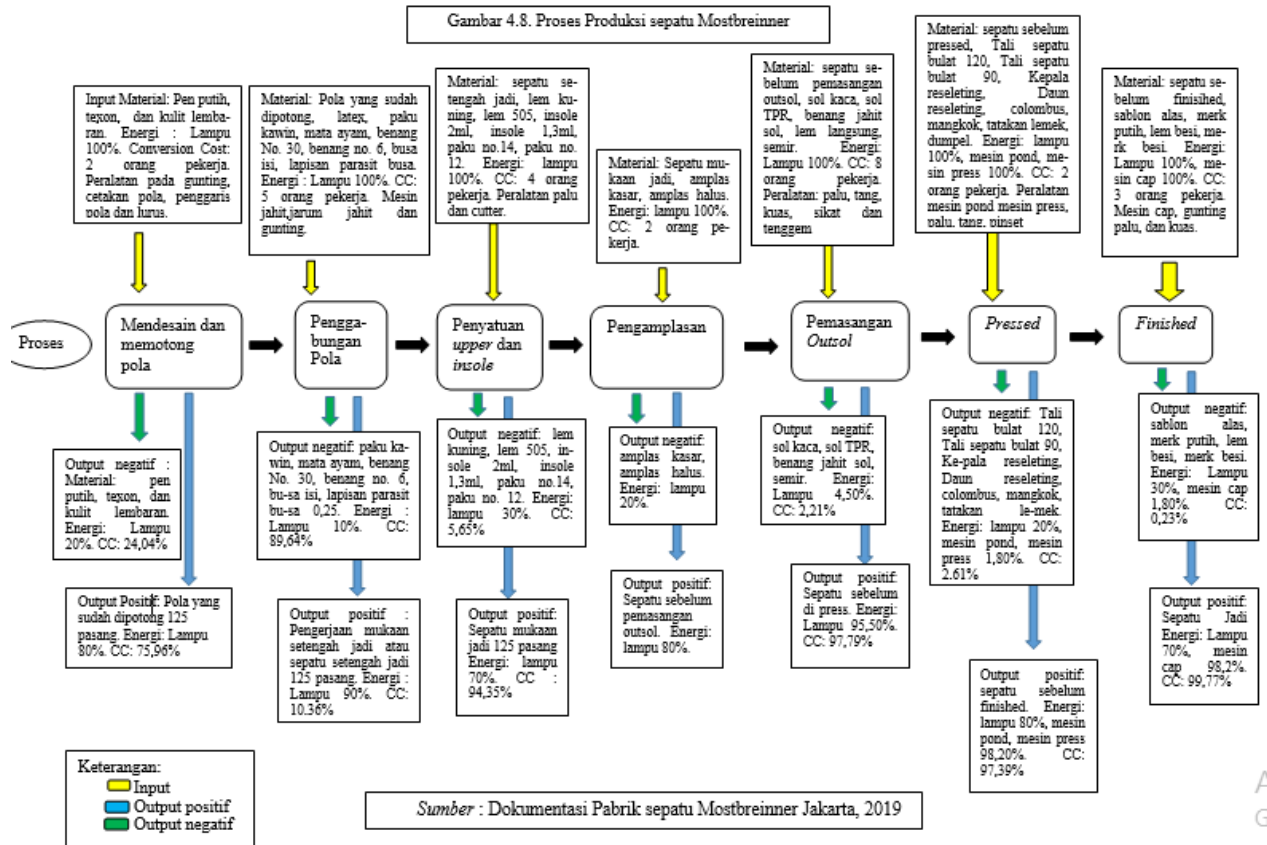 Gambar 4.8. Proses Produksi sepatu Mostbreinner
Input Material: Pen putih,
texon, dan kulit lemba-
ran. Energi : Lampu
100%. Conversion Cost:
2 orang pekerja.
Peralatan pada gunting,
cetakan pola, penggaris
pola dan lurus.
Material: Pola yang sudah
dipotong, latex, paku
kawin, mata ayam, benang
No. 30, benang no. 6, busa
isi, lapisan parasit busa.
Energi : Lampu 100%. CC:
5 orang pekerja. Mesin
jahit,jarum jahit dan
gunting.
Material: sepatu se-
tengah jadi, lem ku-
ning, lem 505, insole
2ml, insole 1,3ml,
paku no.14, paku no.
12. Energi: lampu
100%. CC: 4 orang
pekerja. Peralatan palu
dan cutter.
Material: Sepatu mu-
kaan jadi, amplas
kasar, amplas halus.
Energi: lampu 100%.
CC: 2 orang pe-
kerja.
Material: sepatu se-
belum pemasangan
outsol, sol kaca, sol
TPR, benang jahit
sol, lem langsung,
semir. Energi:
Lampu 100%. CC: 8
orang pekerja.
Peralatan: palu, tang,
kuas, sikat dan
tenggem
Material: sepatu sebelum
pressed, Tali sepatu
bulat 120, Tali sepatu
bulat 90, Kepala
reseleting, Daun
reseleting, colombus,
mangkok, tatakan lemek,
dumpel. Energi: lampu
100%, mesin pond, me-
sin press 100%. CC: 2
orang pekerja. Peralatan
mesin pond mesin press,
palu, tang, pinset
Material: sepatu se-
belum finisihed,
sablon alas, merk
putih, lem besi, me-
rk besi. Energi:
Lampu 100%, me-
sin cap 100%. CC:
3 orang pekerja.
Mesin cap, gunting
palu, dan kuas.
Proses
Mendesain dan
memotong
pola
Pengga-
bungan
Pola
Penyatuan
upper dan
insole
Pengamplasan
Pemasangan
Outsol
Pressed
Finished
Output negatif :
Material: pen
putih, texon, dan
kulit lembaran.
Energi: Lampu
20%. CC: 24,04%
Output negatif: paku ka-
win, mata ayam, benang
No. 30, benang no. 6,
bu-sa isi, lapisan parasit
bu-sa 0,25. Energi :
Lampu 10%. CC:
89,64%
Output negatif: lem
kuning, lem 505, in-
sole 2ml, insole
1,3ml, paku no.14,
paku no. 12. Energi:
lampu 30%. CC:
5,65%
Output negatif:
amplas kasar,
amplas halus.
Energi: lampu
20%.
Output negatif:
sol kaca, sol TPR,
benang jahit sol,
semir. Energi:
Lampu 4,50%.
CC: 2,21%
Output negatif: Tali
sepatu bulat 120,
Tali sepatu bulat 90,
Ke-pala reseleting,
Daun reseleting,
colombus, mangkok,
tatakan le-mek.
Energi: lampu 20%,
mesin pond, mesin
press 1,80%. CC:
2.61%
Output negatif:
sablon alas,
merk putih, lem
besi, merk besi.
Energi: Lampu
30%, mesin cap
1,80%. CC:
0,23%
Output Positif: Pola yang
sudah dipotong 125
pasang. Energi: Lampu
80%. CC: 75,96%
Output positif :
Pengerjaan mukaan
setengah jadi atau
sepatu setengah jadi
125 pasang. Energi :
Lampu 90%. CC:
10.36%
Output positif:
Sepatu mukaan
jadi 125 pasang
Energi: lampu
70%. CC :
94,35%
Output positif:
Sepatu sebelum
pemasangan
outsol. Energi:
lampu 80%.
Output positif:
Sepatu sebelum
di press. Energi:
Lampu 95,50%.
CC: 97,79%
Output positif:
sepatu sebelum
finished. Energi:
lampu 80%, mesin
pond, mesin press
98,20%. CC:
97,39%
Output positif:
Sepatu Jadi
Energi: Lampu
70%, mesin
cap 98,2%.
CC: 99,77%
Keterangan:
Input
Output positif
Output negatif
Sumber : Dokumentasi Pabrik sepatu Mostbreinner Jakarta, 2019